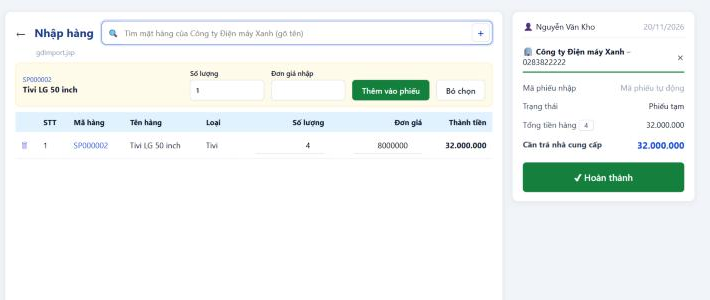 ← Nhập hàng
Tìm mặt hàng của Công ty Điện máy Xanh (gõ tên)
+
gdimport.jsp
SP000002
Tivi LG 50 inch
Số lượng
1
Đơn giá nhập
Thêm vào phiếu
Bỏ chọn
STT Mã hàng Tên hàng Loại Số lượng Đơn giá Thành tiền
1 SP000002 Tivi LG 50 inch Tivi 4 8000000 32.000.000
Nguyễn Văn Kho 20/11/2026
Công ty Điện máy Xanh -
0283822222
×
Mã phiếu nhập Mã phiếu tự động
Trạng thái Phiếu tạm
Tổng tiền hàng 4 32.000.000
Cần trả nhà cung cấp 32.000.000
✓ Hoàn thành